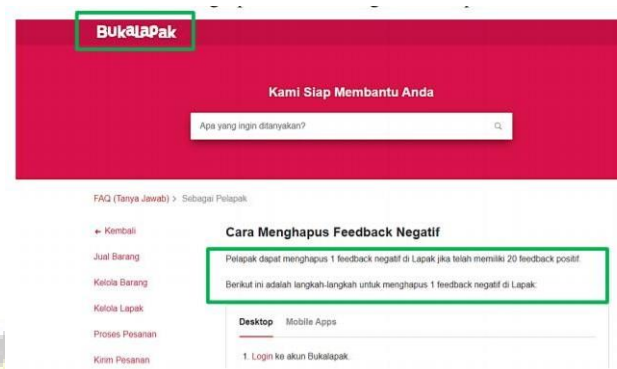 BukaLaPak
Kami Siap Membantu Anda
Apa yang ingin ditanyakan?
FAQ (Tanya Jawab) > Sebagai Pelapak
← Kembali
Jual Barang
Kelola Barang
Kelola Lapak
Proses Pesanan
Kirim Pesanan
Cara Menghapus Feedback Negatif
Pelapak dapat menghapus 1 feedback negatif di Lapak jika telah memiliki 20 feedback positif.
Berikut ini adalah langkah-langkah untuk menghapus 1 feedback negatif di Lapak:
Desktop Mobile Apps
1. Login ke akun Bukalapak.